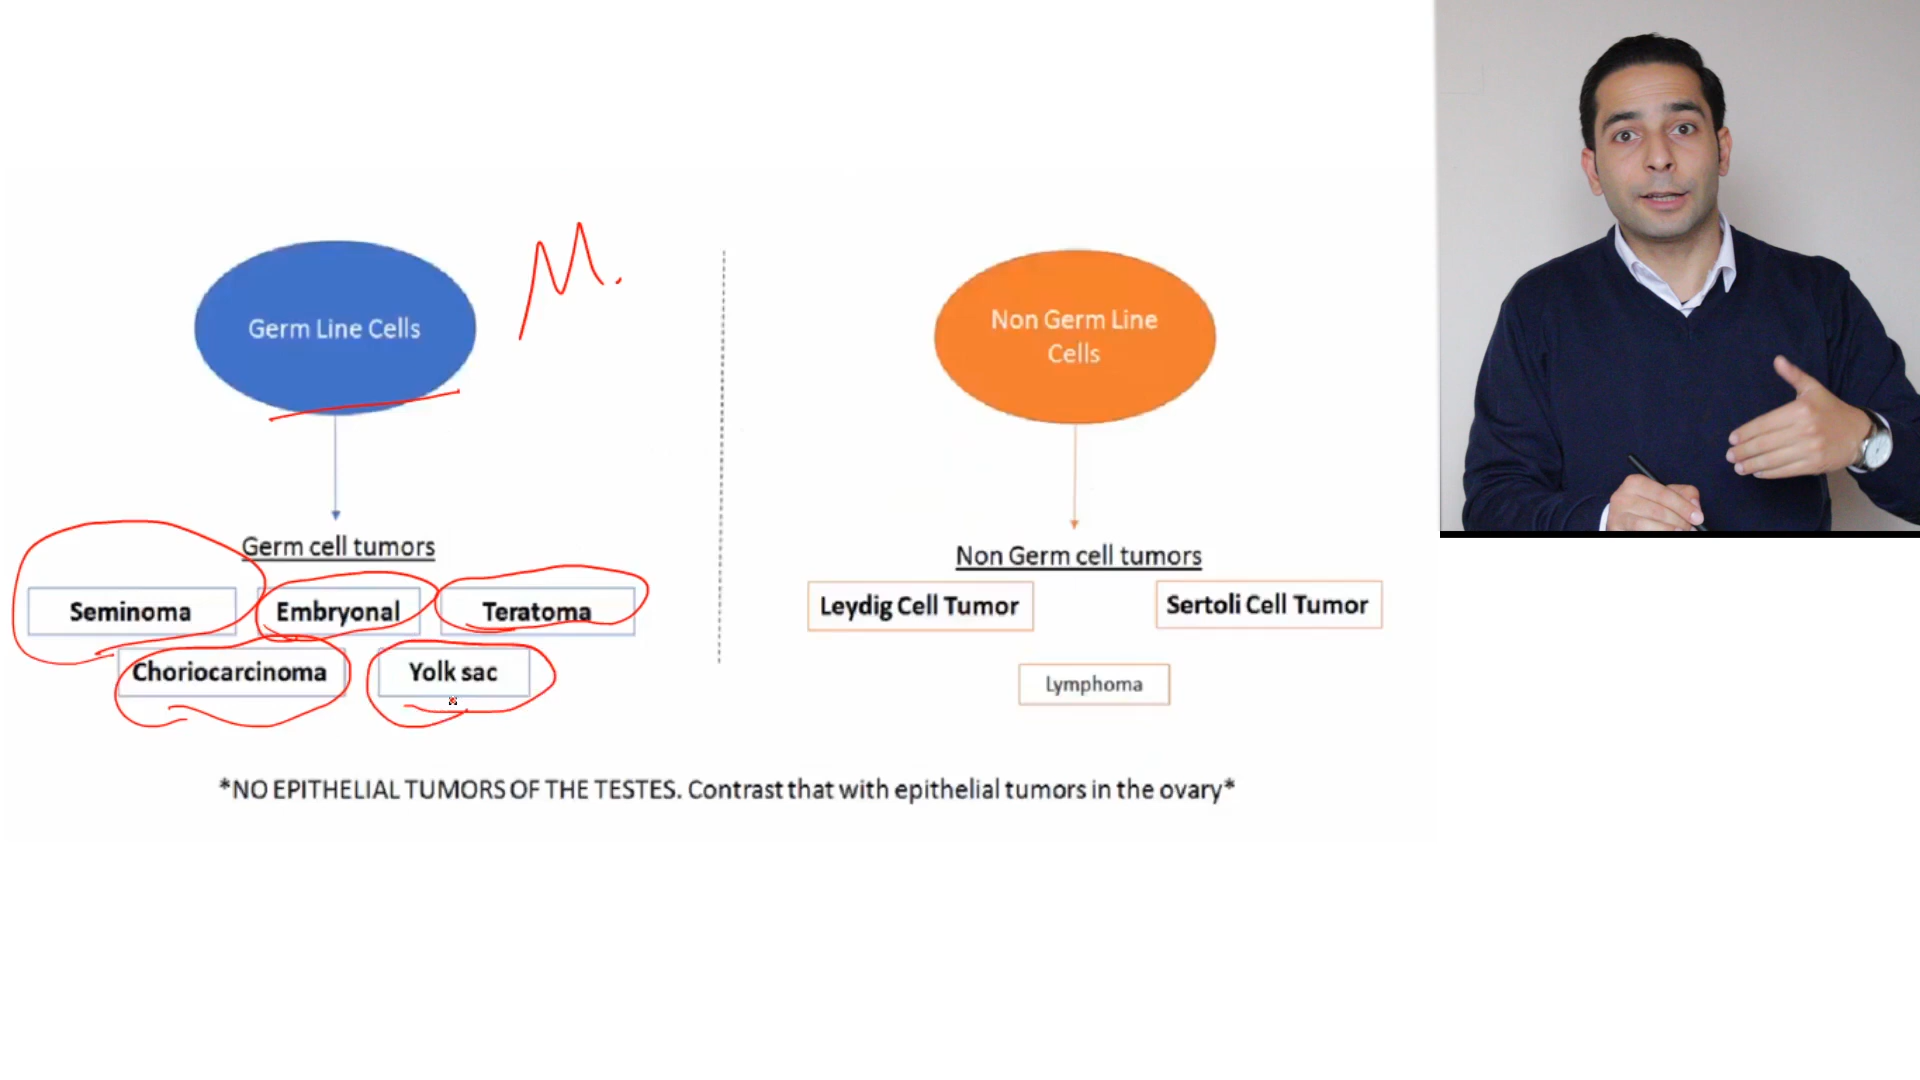 M.
Germ Line Cells
Non Germ Line
Cells
Germ cell tumors
Non Germ cell tumors
Seminoma
Embryonal
Teratoma
Leydig Cell Tumor
Sertoli Cell Tumor
Choriocarcinoma
Yolk sac
Lymphoma
*NO EPITHELIAL TUMORS OF THE TESTES. Contrast that with epithelial tumors in the ovary*